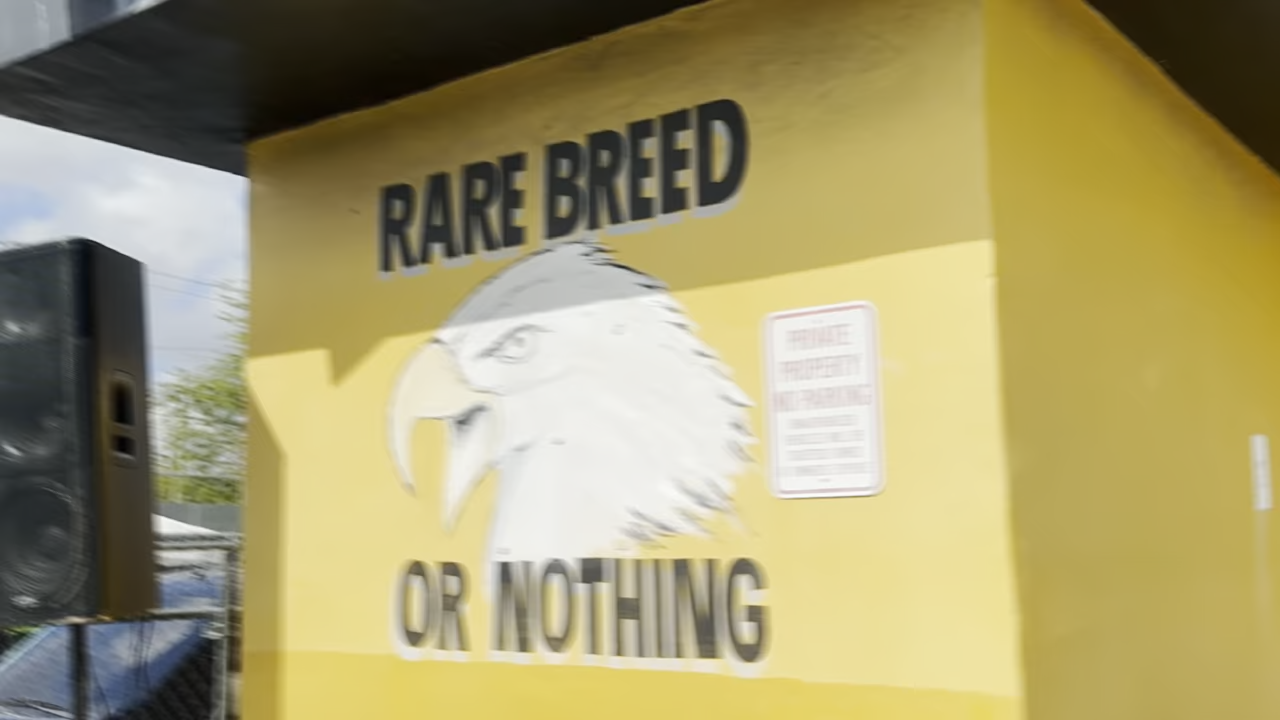 RARE BREED
OR NOTHING
PRIVATE
PROPERTY
NO PARKING